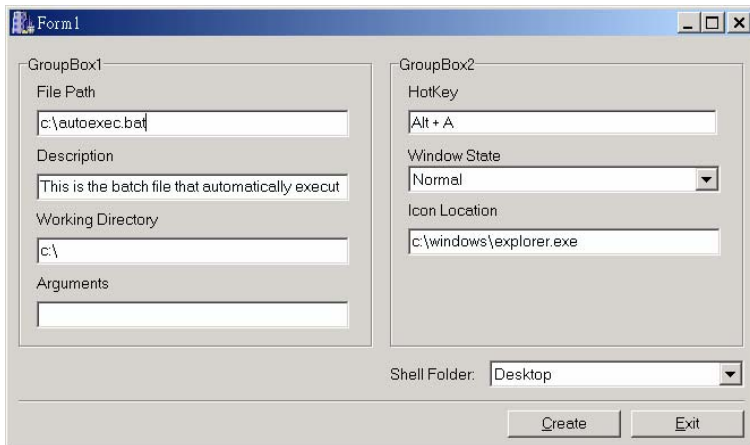 Form1
GroupBox1
File Path
c:\autoexec.bat
Description
This is the batch file that automatically execut
Working Directory
c:\
Arguments
GroupBox2
HotKey
Alt + A
Window State
Normal
Icon Location
c:\windows\explorer.exe
Shell Folder: Desktop
Create Exit